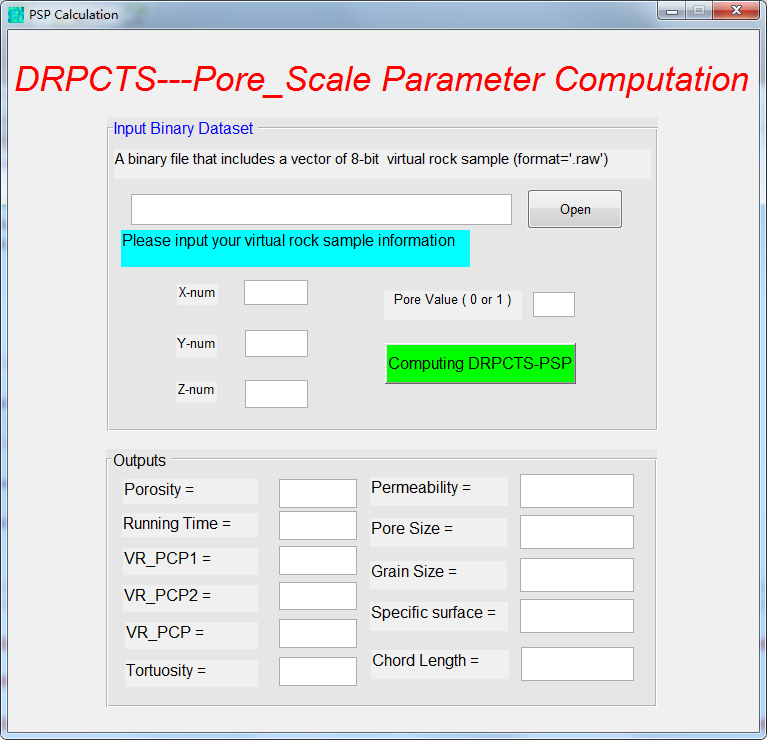 PSP Calculation
DRPCTS---Pore_Scale Parameter Computation
Input Binary Dataset
A binary file that includes a vector of 8-bit virtual rock sample (format='.raw')
Open
Please input your virtual rock sample information
X-num
Pore Value ( 0 or 1 )
Y-num
Computing DRPCTS-PSP
Z-num
Outputs
Porosity =
Permeability =
Running Time =
Pore Size =
VR_PCP1 =
Grain Size =
VR_PCP2 =
Specific surface =
VR_PCP =
Chord Length =
Tortuosity =